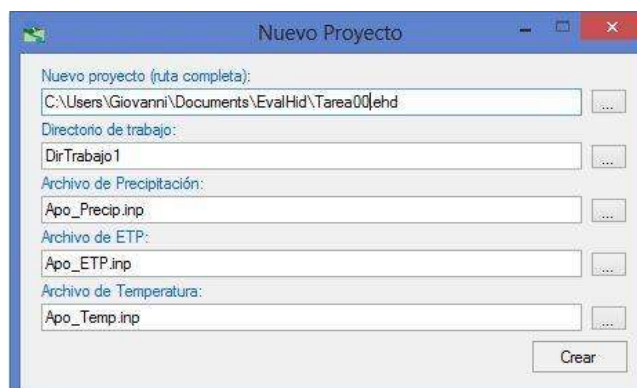 Nuevo Proyecto
Nuevo proyecto (ruta completa):
C:\Users\Giovanni\Documents\EvalHid\Tarea00.ehd
...
Directorio de trabajo:
DirTrabajo1
...
Archivo de Precipitación:
Apo_Precip.inp
...
Archivo de ETP:
Apo_ETP.inp
...
Archivo de Temperatura:
Apo_Temp.inp
...
Crear